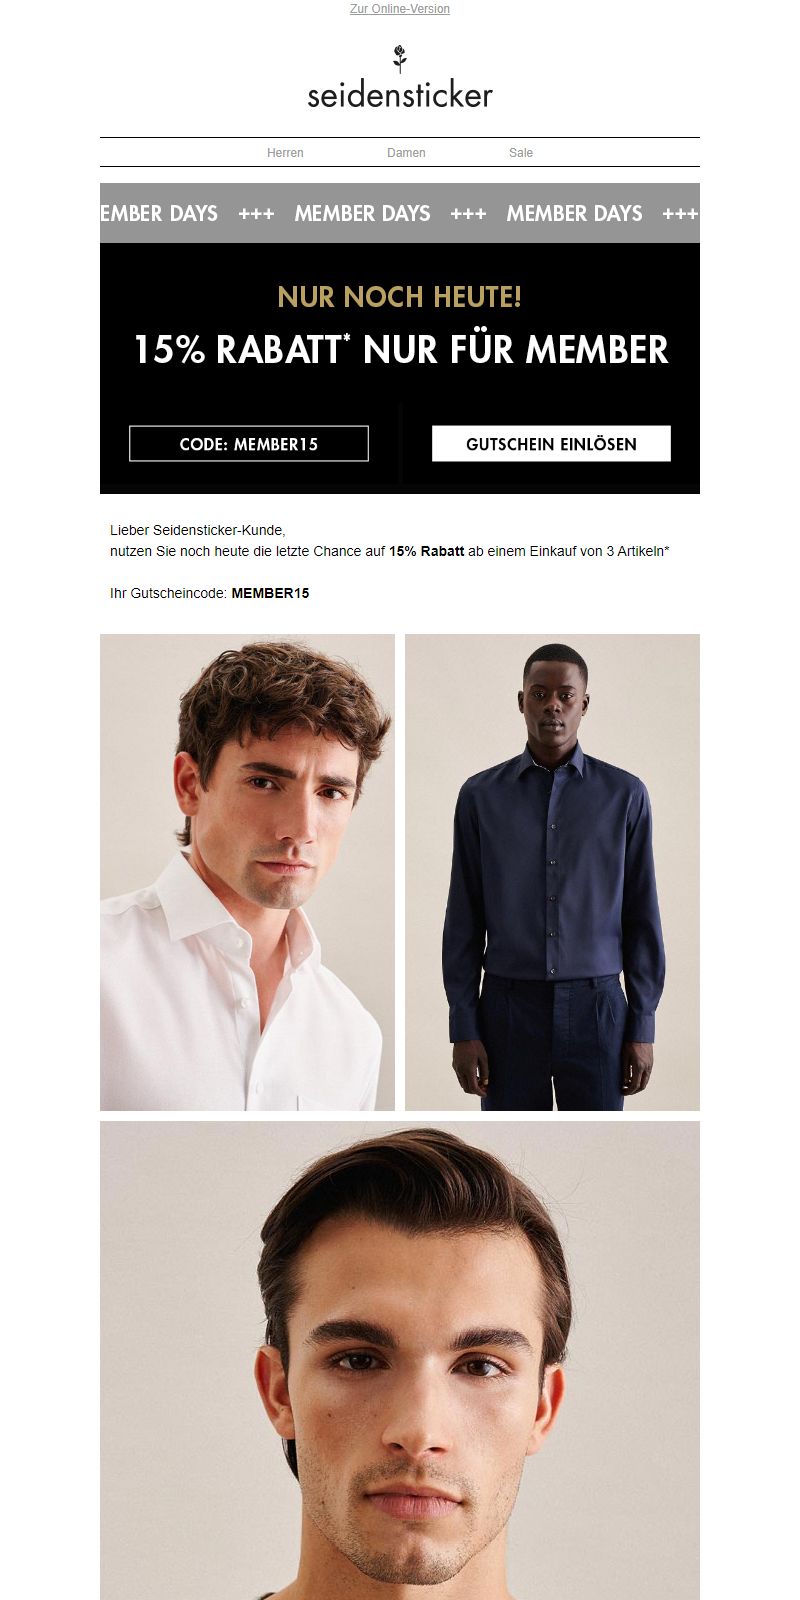 Zur Online-Version
seidensticker
Herren Damen Sale
EMBER DAYS +++ MEMBER DAYS +++ MEMBER DAYS +++
NUR NOCH HEUTE!
15% RABATT* NUR FÜR MEMBER
CODE: MEMBER15 GUTSCHEIN EINLÖSEN
Lieber Seidensticker-Kunde,
nutzen Sie noch heute die letzte Chance auf 15% Rabatt ab einem Einkauf von 3 Artikeln*
Ihr Gutscheincode: MEMBER15